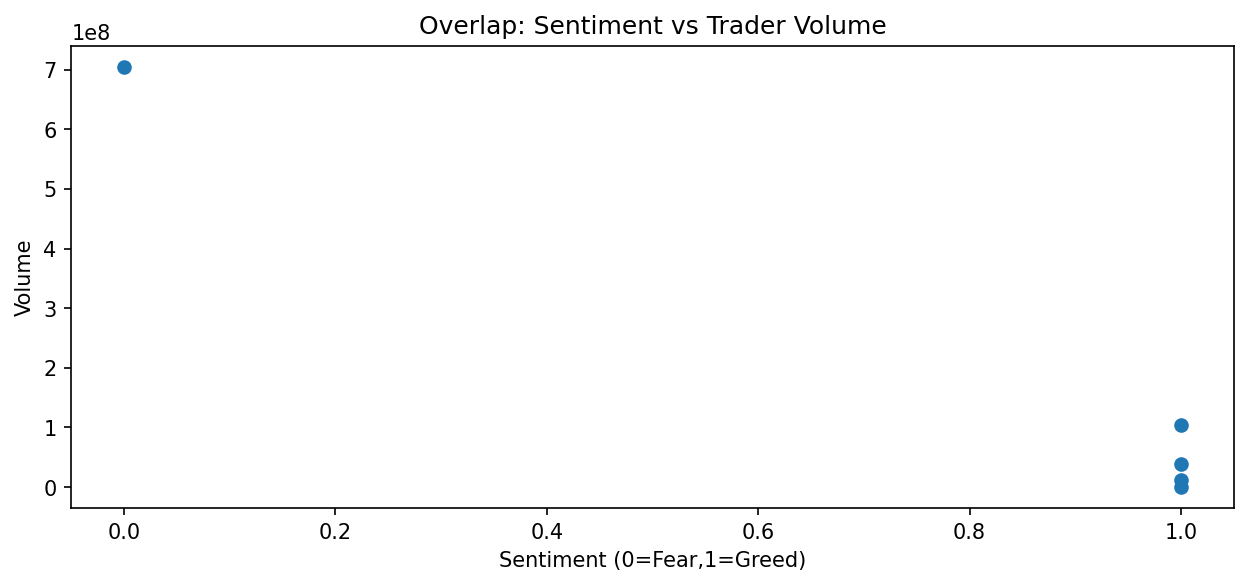 Overlap: Sentiment vs Trader Volume
1e8
7
6
5
4
3
2
1
0
Volume
0.0 0.2 0.4 0.6 0.8 1.0
Sentiment (0=Fear,1=Greed)